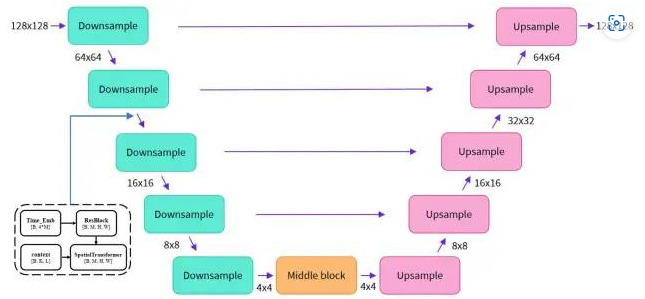 128x128
Downsample
Upsample
128x128
64x64
64x64
Downsample
Upsample
32x32
Downsample
Upsample
16x16
16x16
Downsample
Upsample
8x8
8x8
Time_Emb
[B, 4*M]
ResBlock
[B, M, H, W]
context
[B, K, L]
SpatialTransformer
[B, M, H, W]
Downsample
4x4
Middle block
4x4
Upsample